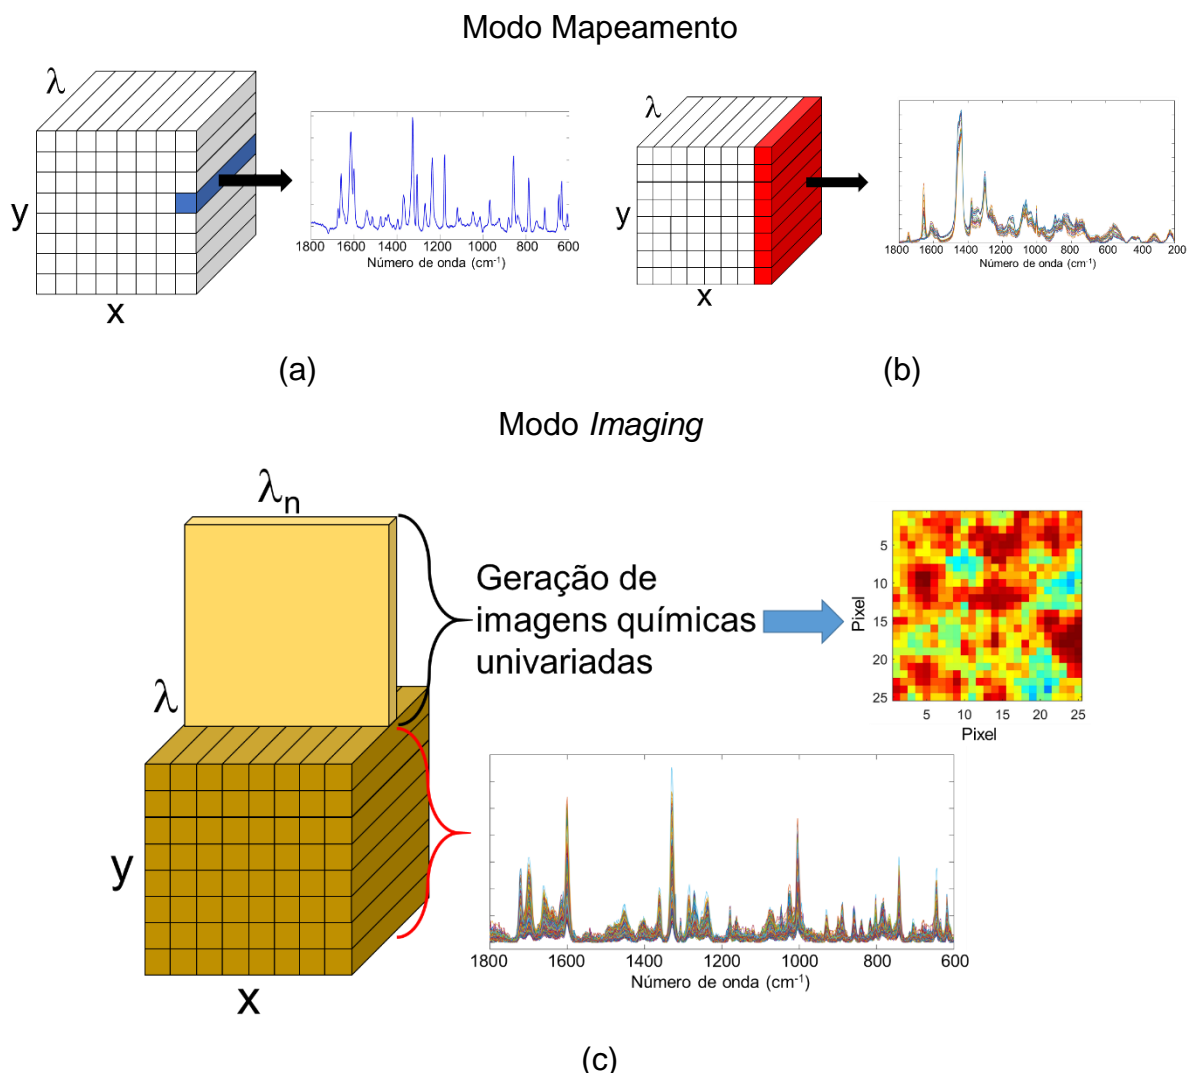 Modo Mapeamento
λ
y
x
1800 1600 1400 1200 1000 800 600
Número de onda (cm-1)
(a)
λ
y
x
1800 1600 1400 1200 1000 800 600 400 200
Número de onda (cm-1)
(b)
Modo Imaging
λn
λ
y
x
Geração de
imagens químicas
univariadas
Pixel
5
10
15
20
25
5 10 15 20 25
Pixel
1800 1600 1400 1200 1000 800 600
Número de onda (cm-1)
(c)